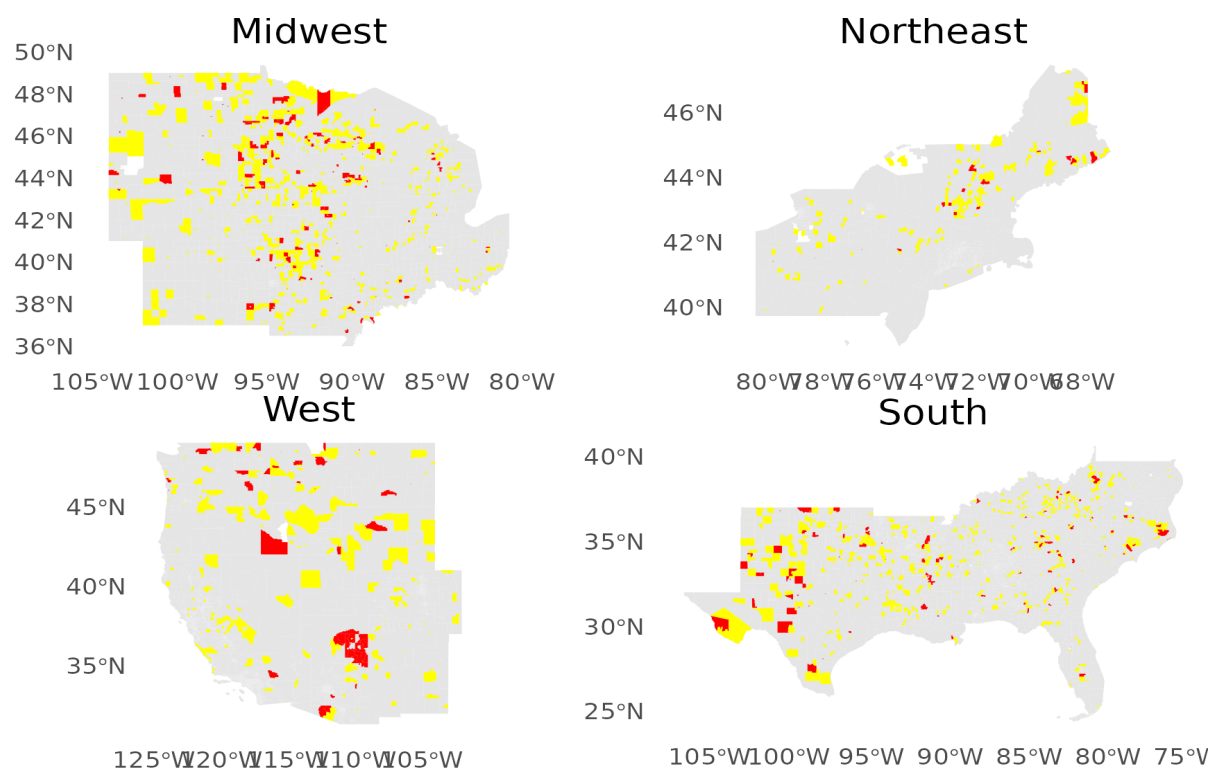 Midwest
50°N
48°N
46°N
44°N
42°N
40°N
38°N
36°N
105°W 100°W 95°W 90°W 85°W 80°W
Northeast
46°N
44°N
42°N
40°N
80°W 78°W 76°W 74°W 72°W 70°W 68°W
West
45°N
40°N
35°N
125°W 120°W 115°W 110°W 105°W
South
40°N
35°N
30°N
25°N
105°W 100°W 95°W 90°W 85°W 80°W 75°W